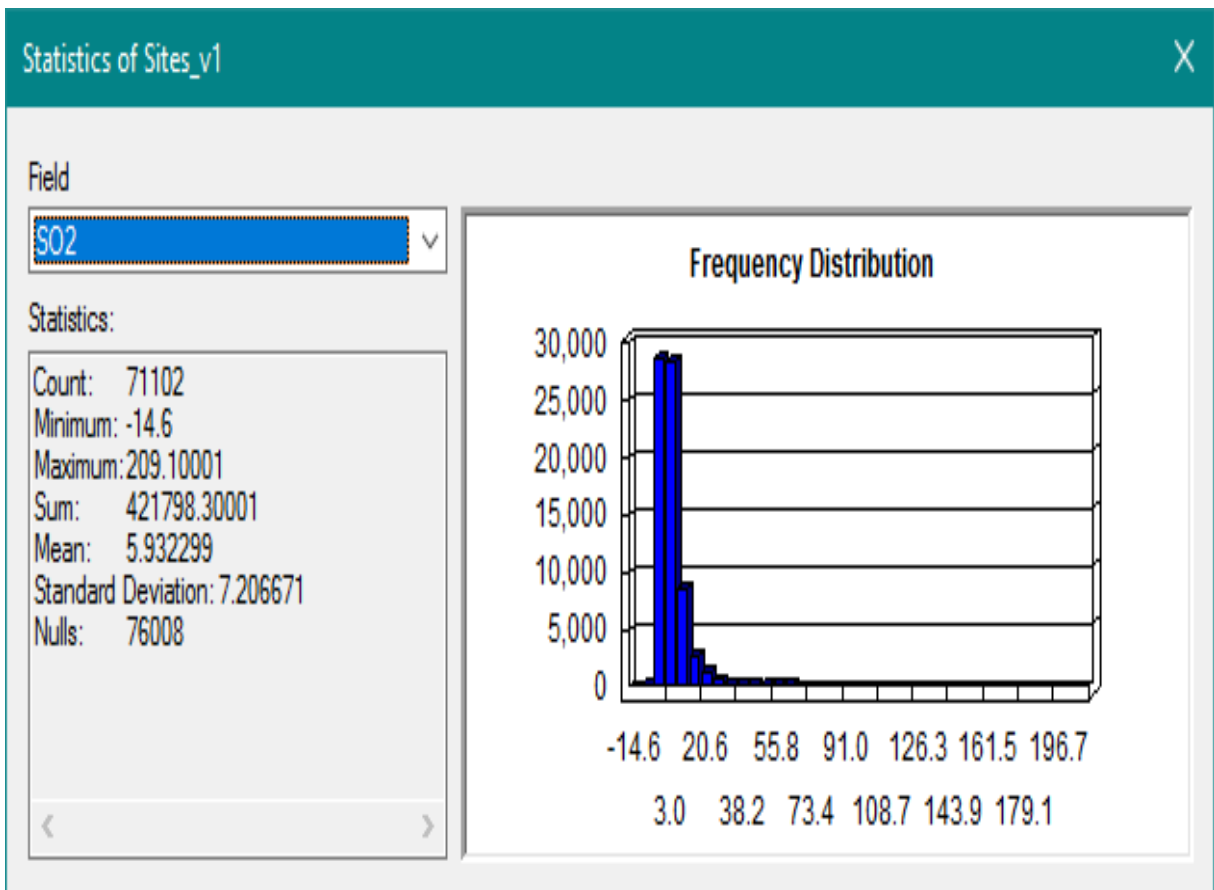 Statistics of Sites_v1
X
Field
SO2
Statistics:
Count: 71102
Minimum: -14.6
Maximum: 209.10001
Sum: 421798.30001
Mean: 5.932299
Standard Deviation: 7.206671
Nulls: 76008
Frequency Distribution
30,000
25,000
20,000
15,000
10,000
5,000
0
-14.6 20.6 55.8 91.0 126.3 161.5 196.7
3.0 38.2 73.4 108.7 143.9 179.1